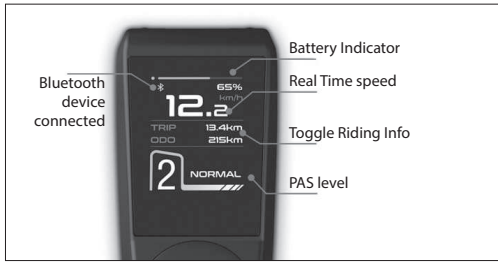 Battery Indicator
Bluetooth
device
connected
65%
km/h
12.2
Real Time speed
TRIP 13.4km
ODO 215km
Toggle Riding Info
2 NORMAL
PAS level